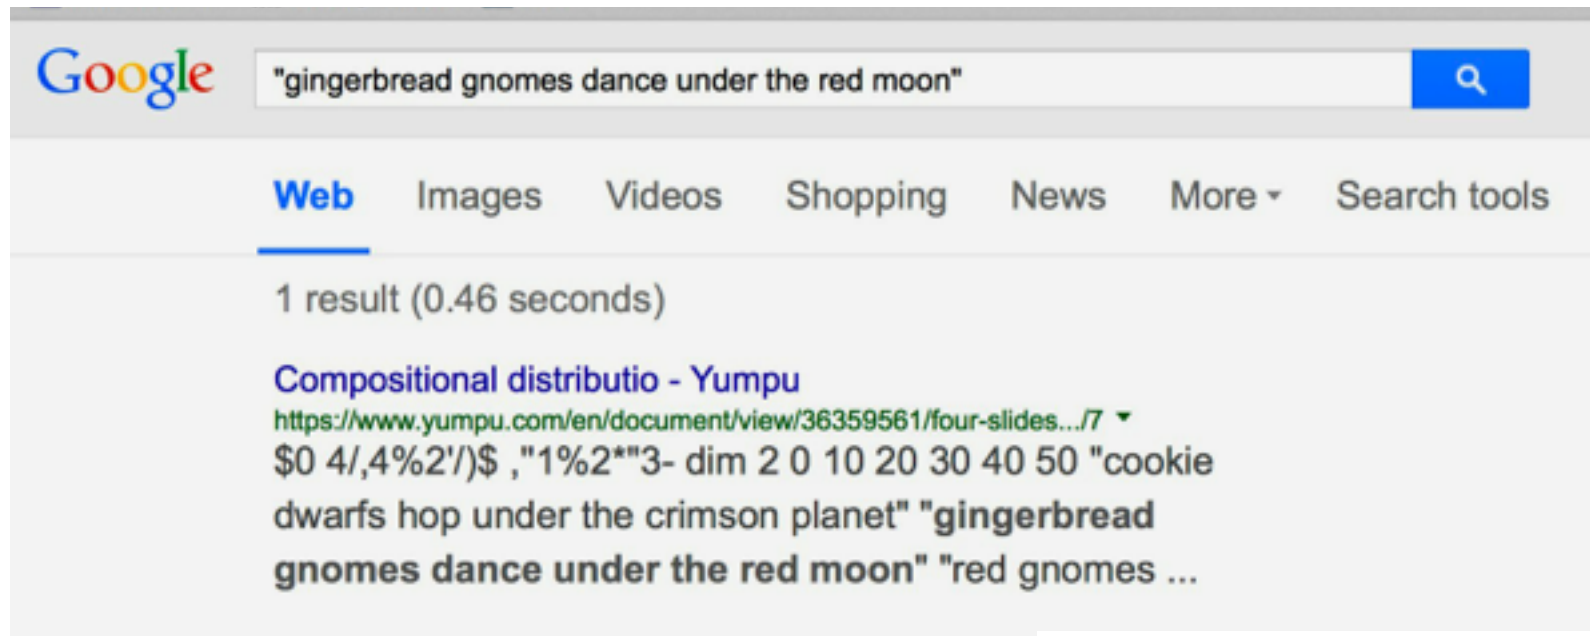 Google "gingerbread gnomes dance under the red moon"
Web Images Videos Shopping News More Search tools
1 result (0.46 seconds)
Compositional distributio - Yumpu
https://www.yumpu.com/en/document/view/36359561/four-slides.../7
$0 4/,4%2'/)$ ,"1%2*"3- dim 2 0 10 20 30 40 50 "cookie
dwarfs hop under the crimson planet" "gingerbread
gnomes dance under the red moon" "red gnomes ...